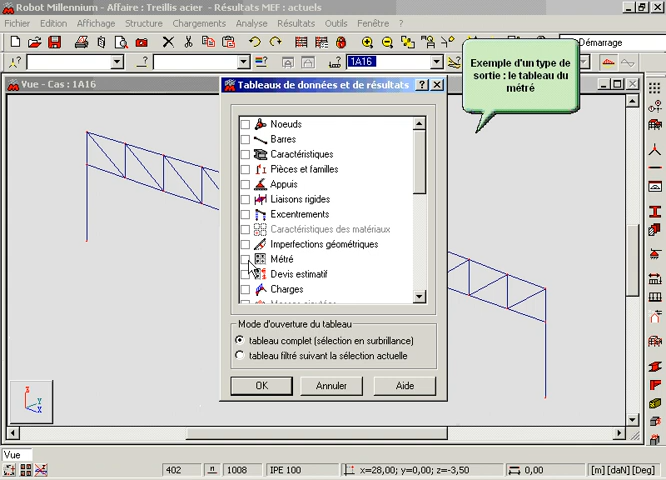 Robot Millennium - Affaire : Treillis acier - Résultats MEF : actuels
Fichier Edition Affichage Structure Chargements Analyse Résultats Outils Fenêtre ?
Démarrage
1A16
Exemple d'un type de
sortie : le tableau du
métré
Vue - Cas : 1A16
Tableaux de données et de résultats
Noeuds
Barres
Caractéristiques
Pièces et familles
Appuis
Liaisons rigides
Excentrements
Caractéristiques des matériaux
Imperfections géométriques
Métré
Devis estimatif
Charges
Mode d'ouverture du tableau
tableau complet (sélection en surbrillance)
tableau filtré suivant la sélection actuelle
OK Annuler Aide
X
Y
X
Vue
402 1008 IPE 100 x=28,00; y=0,00; z=-3,50 0,00 [m] [daN] [Deg]